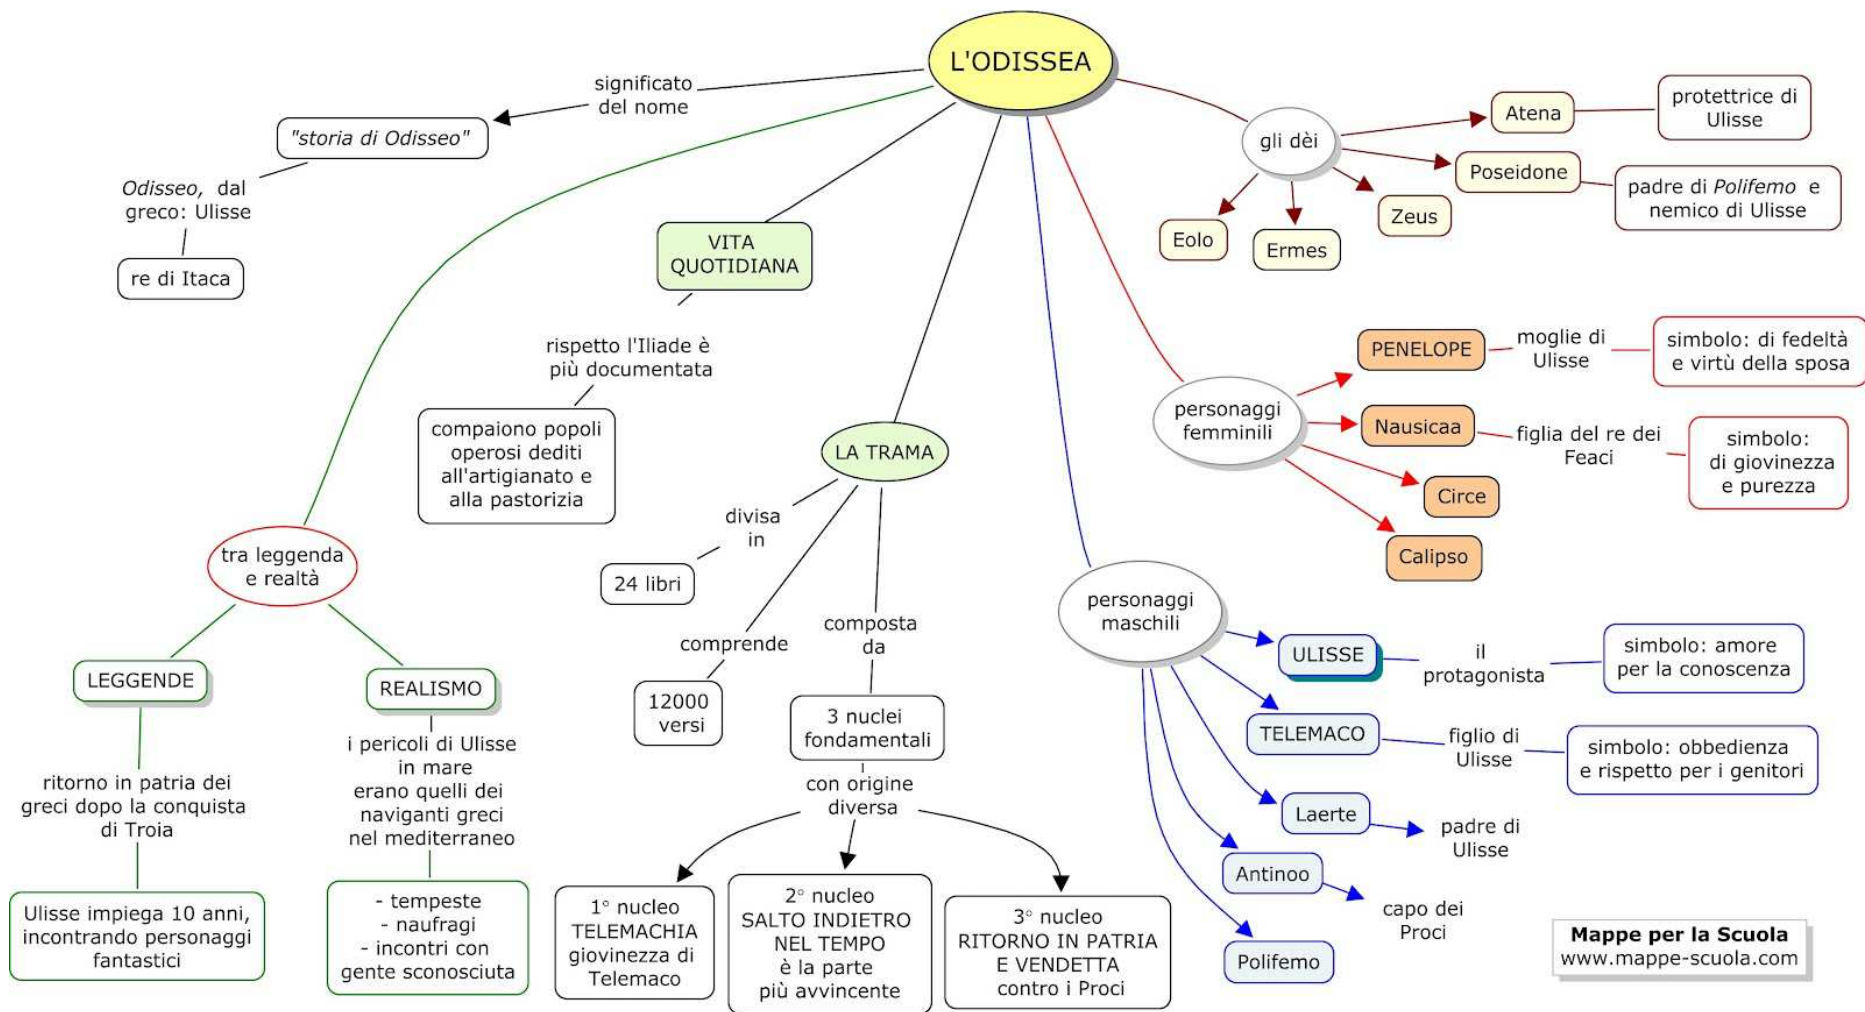 L'ODISSEA
significato
del nome
"storia di Odisseo"
Odisseo, dal
greco: Ulisse
re di Itaca
tra leggenda
e realtà
LEGGENDE
ritorno in patria dei
greci dopo la conquista
di Troia
Ulisse impiega 10 anni,
incontrando personaggi
fantastici
REALISMO
i pericoli di Ulisse
in mare
erano quelli dei
naviganti greci
nel mediterraneo
- tempeste
- naufragi
- incontri con
gente sconosciuta
VITA
QUOTIDIANA
rispetto l'Iliade è
più documentata
compaiono popoli
operosi dediti
all'artigianato e
alla pastorizia
LA TRAMA
divisa
in
24 libri
comprende
12000
versi
composta
da
3 nuclei
fondamentali
con origine
diversa
1° nucleo
TELEMACHIA
giovinezza di
Telemaco
2° nucleo
SALTO INDIETRO
NEL TEMPO
è la parte
più avvincente
3° nucleo
RITORNO IN PATRIA
E VENDETTA
contro i Proci
gli dèi
Atena
protettrice di
Ulisse
Poseidone
padre di Polifemo e
nemico di Ulisse
Zeus
Ermes
Eolo
personaggi
femminili
PENELOPE
moglie di
Ulisse
simbolo: di fedeltà
e virtù della sposa
Nausicaa
figlia del re dei
Feaci
simbolo:
di giovinezza
e purezza
Circe
Calipso
personaggi
maschili
ULISSE
il
protagonista
simbolo: amore
per la conoscenza
TELEMACO
figlio di
Ulisse
simbolo: obbedienza
e rispetto per i genitori
Laerte
padre di
Ulisse
Antinoo
capo dei
Proci
Polifemo
Mappe per la Scuola
www.mappe-scuola.com